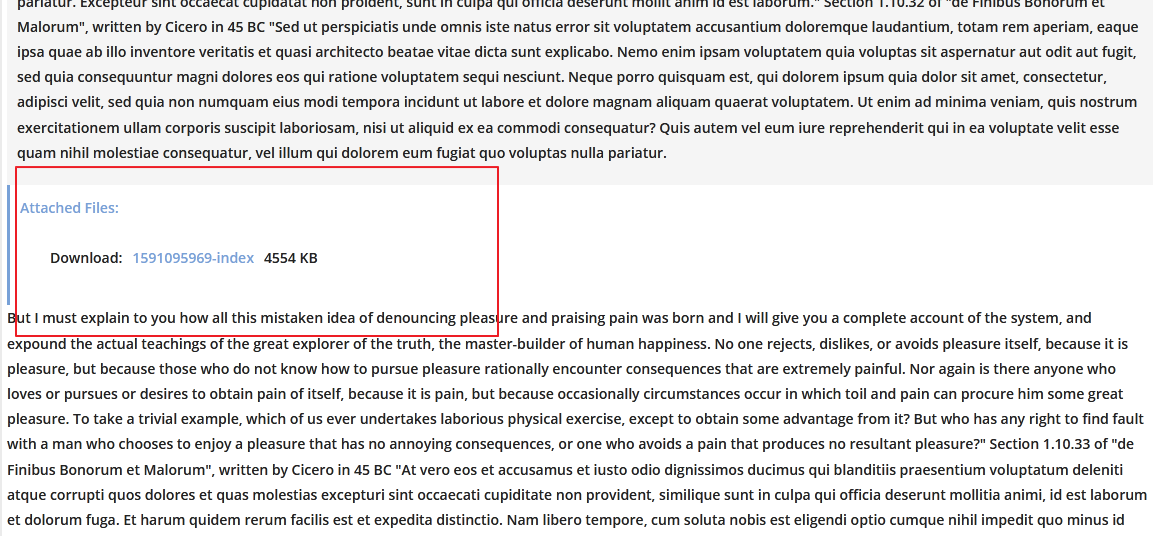 pariatur. Excepteur sint occaecat cupidatat non proident, sunt in culpa qui officia deserunt mollit anim id est laborum." Section 1.10.32 of "de Finibus Bonorum et
Malorum", written by Cicero in 45 BC "Sed ut perspiciatis unde omnis iste natus error sit voluptatem accusantium doloremque laudantium, totam rem aperiam, eaque
ipsa quae ab illo inventore veritatis et quasi architecto beatae vitae dicta sunt explicabo. Nemo enim ipsam voluptatem quia voluptas sit aspernatur aut odit aut fugit,
sed quia consequuntur magni dolores eos qui ratione voluptatem sequi nesciunt. Neque porro quisquam est, qui dolorem ipsum quia dolor sit amet, consectetur,
adipisci velit, sed quia non numquam eius modi tempora incidunt ut labore et dolore magnam aliquam quaerat voluptatem. Ut enim ad minima veniam, quis nostrum
exercitationem ullam corporis suscipit laboriosam, nisi ut aliquid ex ea commodi consequatur? Quis autem vel eum iure reprehenderit qui in ea voluptate velit esse
quam nihil molestiae consequatur, vel illum qui dolorem eum fugiat quo voluptas nulla pariatur.
Attached Files:
Download: 1591095969-index 4554 KB
But I must explain to you how all this mistaken idea of denouncing pleasure and praising pain was born and I will give you a complete account of the system, and
expound the actual teachings of the great explorer of the truth, the master-builder of human happiness. No one rejects, dislikes, or avoids pleasure itself, because it is
pleasure, but because those who do not know how to pursue pleasure rationally encounter consequences that are extremely painful. Nor again is there anyone who
loves or pursues or desires to obtain pain of itself, because it is pain, but because occasionally circumstances occur in which toil and pain can procure him some great
pleasure. To take a trivial example, which of us ever undertakes laborious physical exercise, except to obtain some advantage from it? But who has any right to find fault
with a man who chooses to enjoy a pleasure that has no annoying consequences, or one who avoids a pain that produces no resultant pleasure?" Section 1.10.33 of "de
Finibus Bonorum et Malorum", written by Cicero in 45 BC "At vero eos et accusamus et iusto odio dignissimos ducimus qui blanditiis praesentium voluptatum deleniti
atque corrupti quos dolores et quas molestias excepturi sint occaecati cupiditate non provident, similique sunt in culpa qui officia deserunt mollitia animi, id est laborum
et dolorum fuga. Et harum quidem rerum facilis est et expedita distinctio. Nam libero tempore, cum soluta nobis est eligendi optio cumque nihil impedit quo minus id